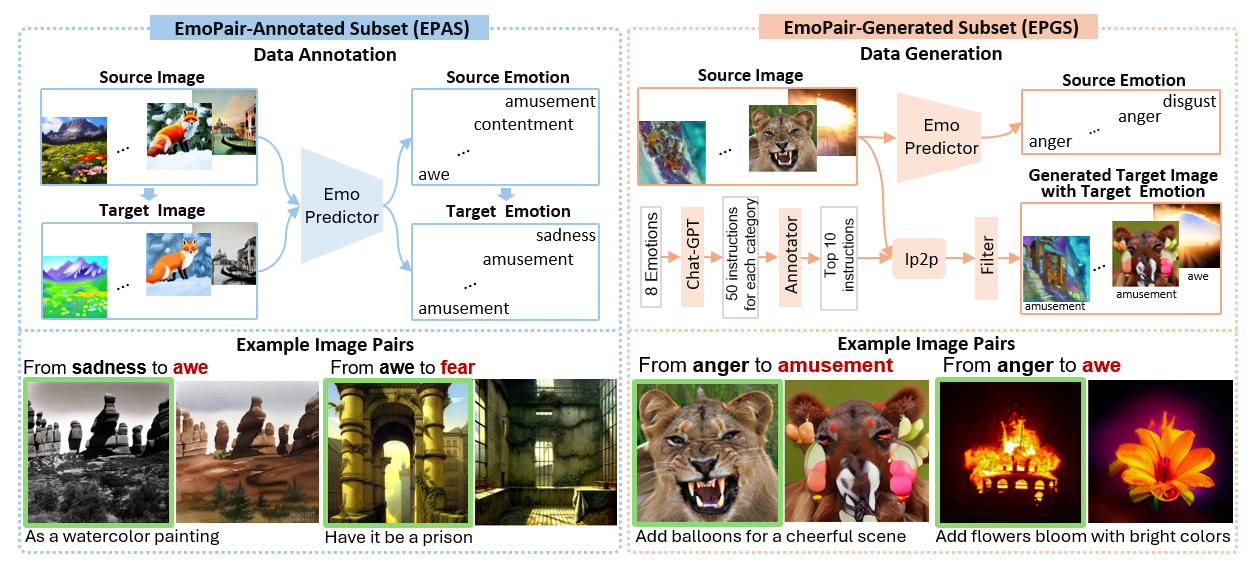 EmoPair-Annotated Subset (EPAS)
Data Annotation
Source Image
Source Emotion
amusement
contentment
...
awe
...
Emo
Predictor
Target Image
Target Emotion
sadness
amusement
...
amusement
...
Example Image Pairs
From sadness to awe
From awe to fear
As a watercolor painting
Have it be a prison
EmoPair-Generated Subset (EPGS)
Data Generation
Source Image
Source Emotion
...
Emo
Predictor
disgust
anger
...
anger
Generated Target Image
with Target Emotion
8 Emotions
Chat-GPT
50 instructions
for each category
Annotator
Top 10
instructions
Ip2p
Filter
...
awe
amusement
amusement
Example Image Pairs
From anger to amusement
From anger to awe
Add balloons for a cheerful scene
Add flowers bloom with bright colors